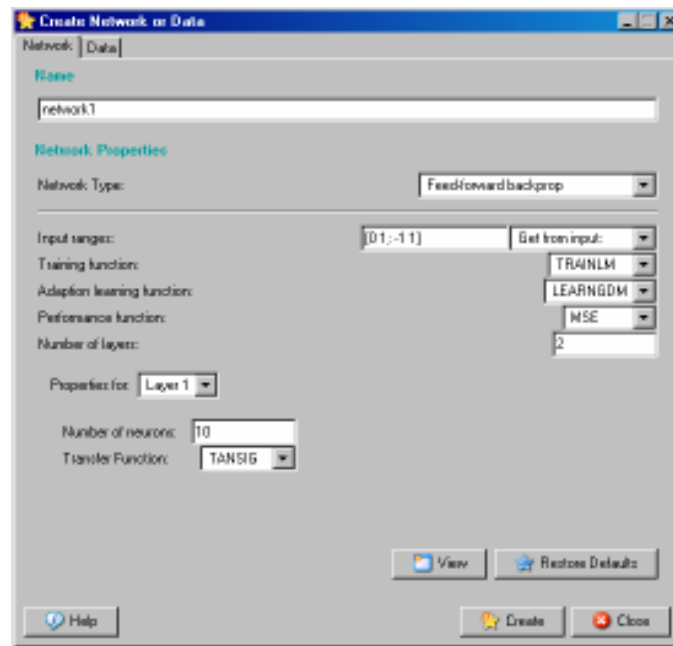 Create Network or Data
Network Data
Name
network1
Network Properties
Network Type: Feed-forward backprop
Input ranges: [0 1; -1 1] Get from input:
Training function: TRAINLM
Adaption learning function: LEARNGDM
Performance function: MSE
Number of layers: 2
Properties for: Layer 1
Number of neurons: 10
Transfer Function: TANSIG
View Restore Defaults
Help Create Close